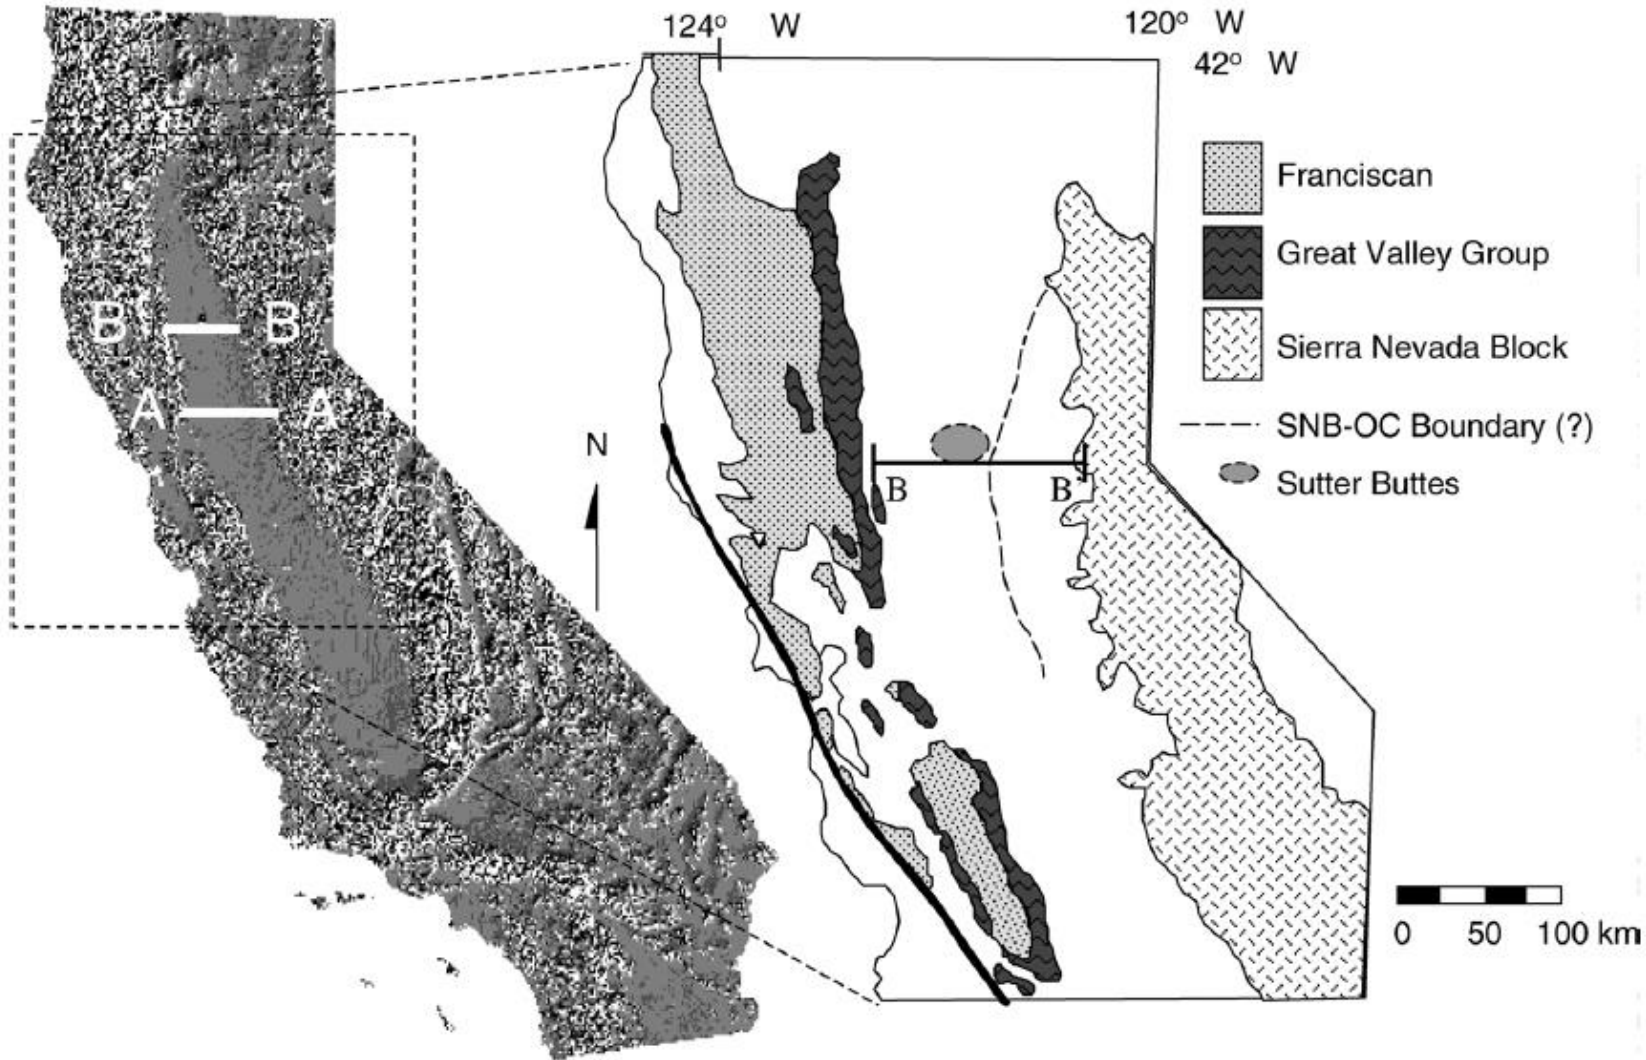 124° W
120° W
42° W
Franciscan
Great Valley Group
Sierra Nevada Block
SNB-OC Boundary (?)
Sutter Buttes
B B'
A A'
N
B B'
0 50 100 km